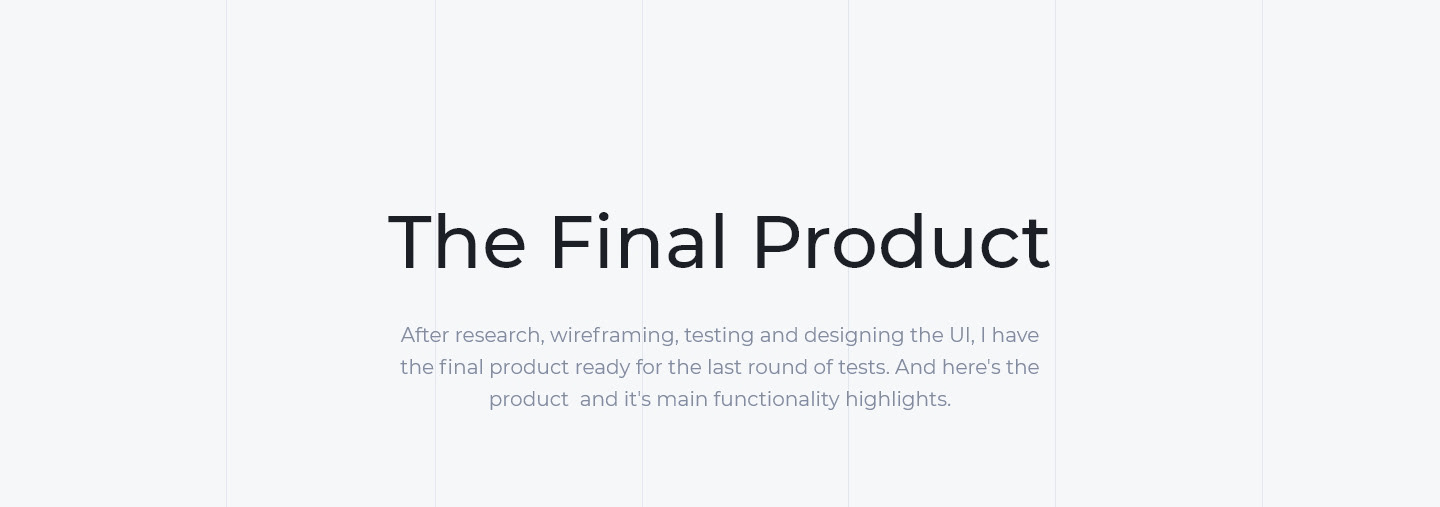 The Final Product
After research, wireframing, testing and designing the UI, I have
the final product ready for the last round of tests. And here's the
product  and it's main functionality highlights.